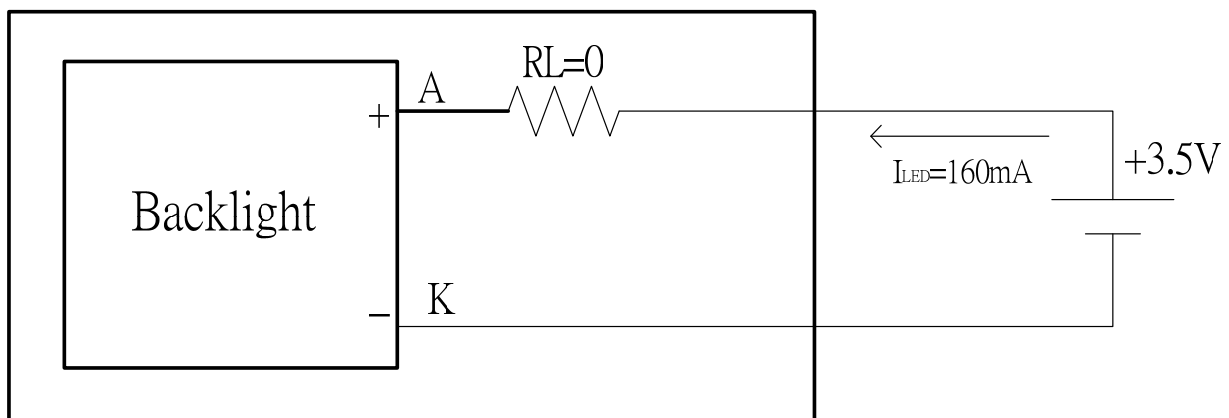 RL=0
A
+
+3.5V
ILED=160mA
Backlight
K
−